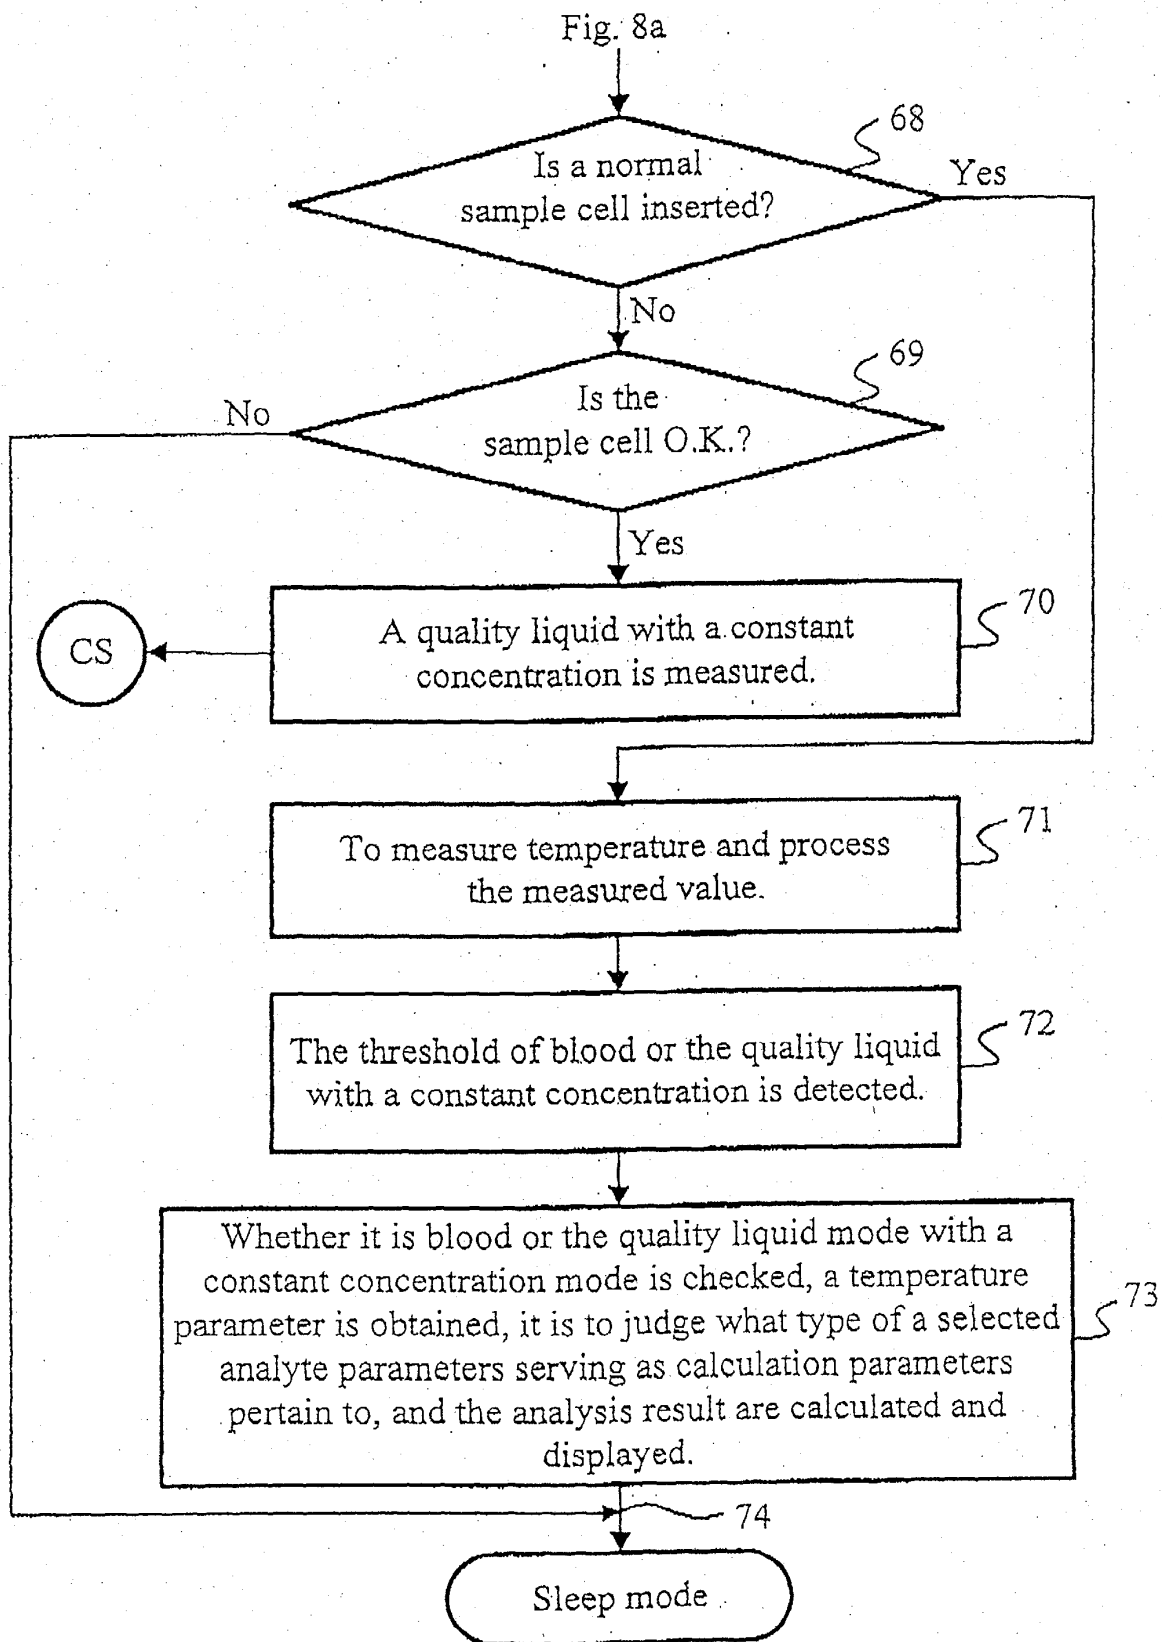 Fig. 8a
68
Is a normal
sample cell inserted?
Yes
No
69
Is the
sample cell O.K.?
No
Yes
70
A quality liquid with a constant
concentration is measured.
CS
71
To measure temperature and process
the measured value.
72
The threshold of blood or the quality liquid
with a constant concentration is detected.
73
Whether it is blood or the quality liquid mode with a
constant concentration mode is checked, a temperature
parameter is obtained, it is to judge what type of a selected
analyte parameters serving as calculation parameters
pertain to, and the analysis result are calculated and
displayed.
74
Sleep mode